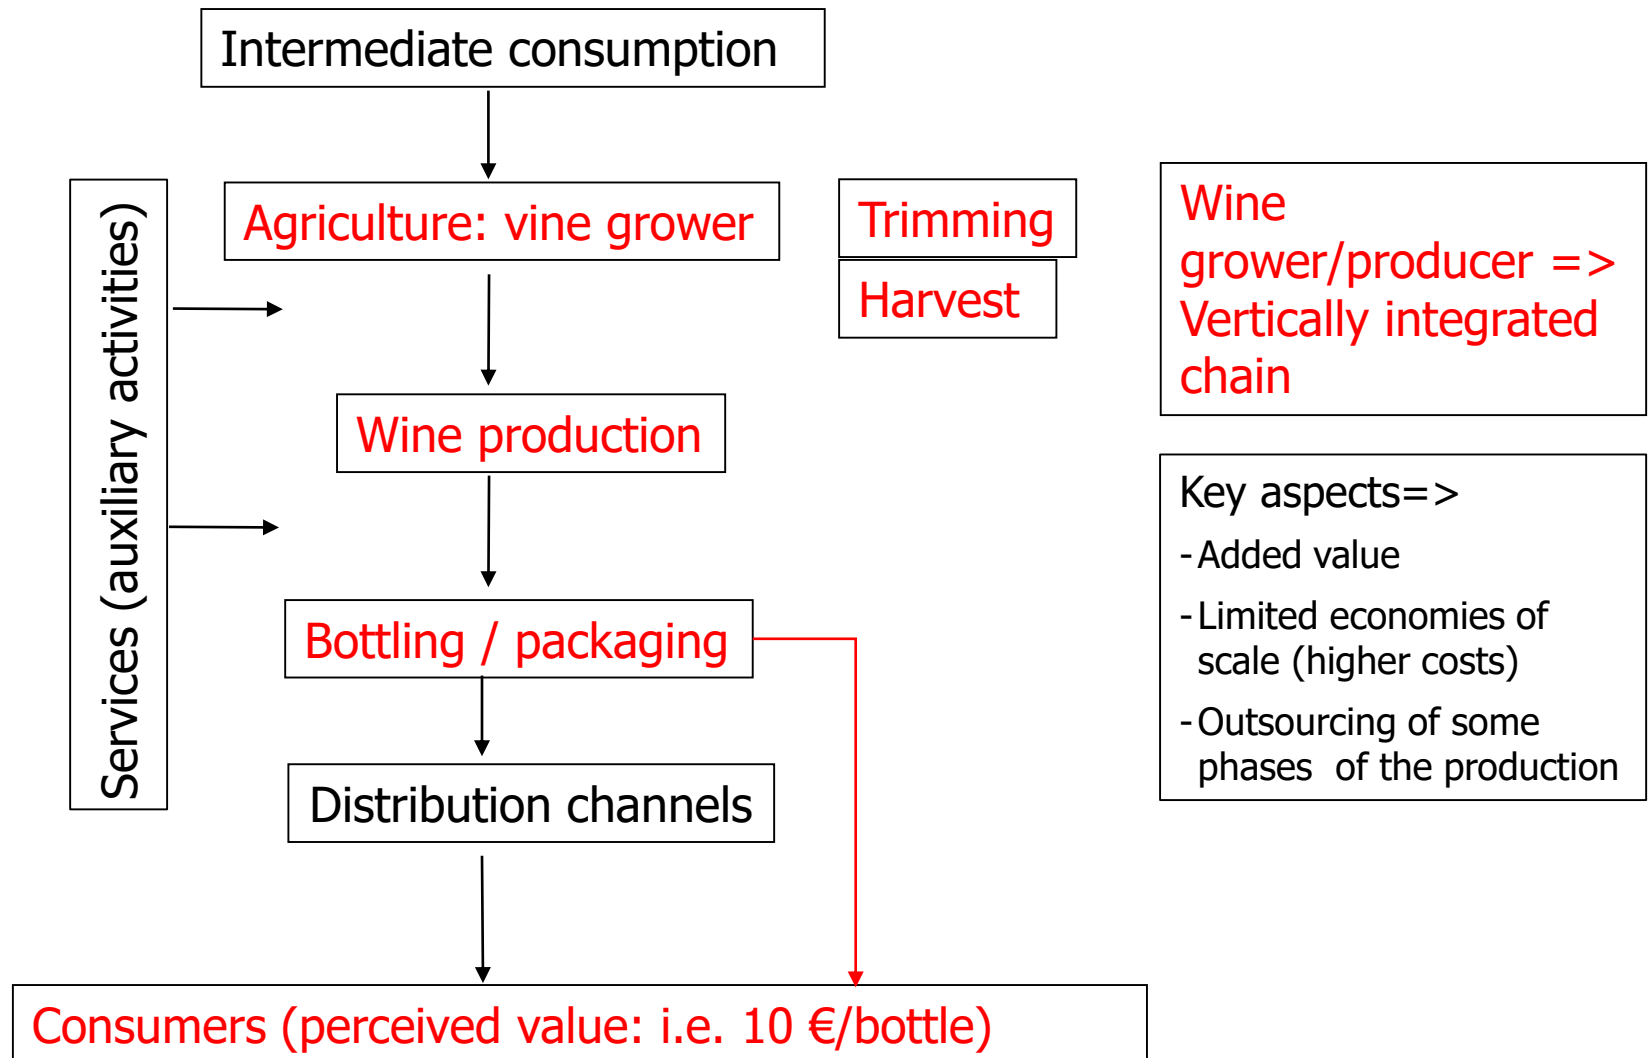 Intermediate consumption
Services (auxiliary activities)
Agriculture: vine grower
Trimming
Harvest
Wine
grower/producer =>
Vertically integrated
chain
Wine production
Key aspects=>
-Added value
-Limited economies of
scale (higher costs)
-Outsourcing of some
phases of the production
Bottling / packaging
Distribution channels
Consumers (perceived value: i.e. 10 €/bottle)